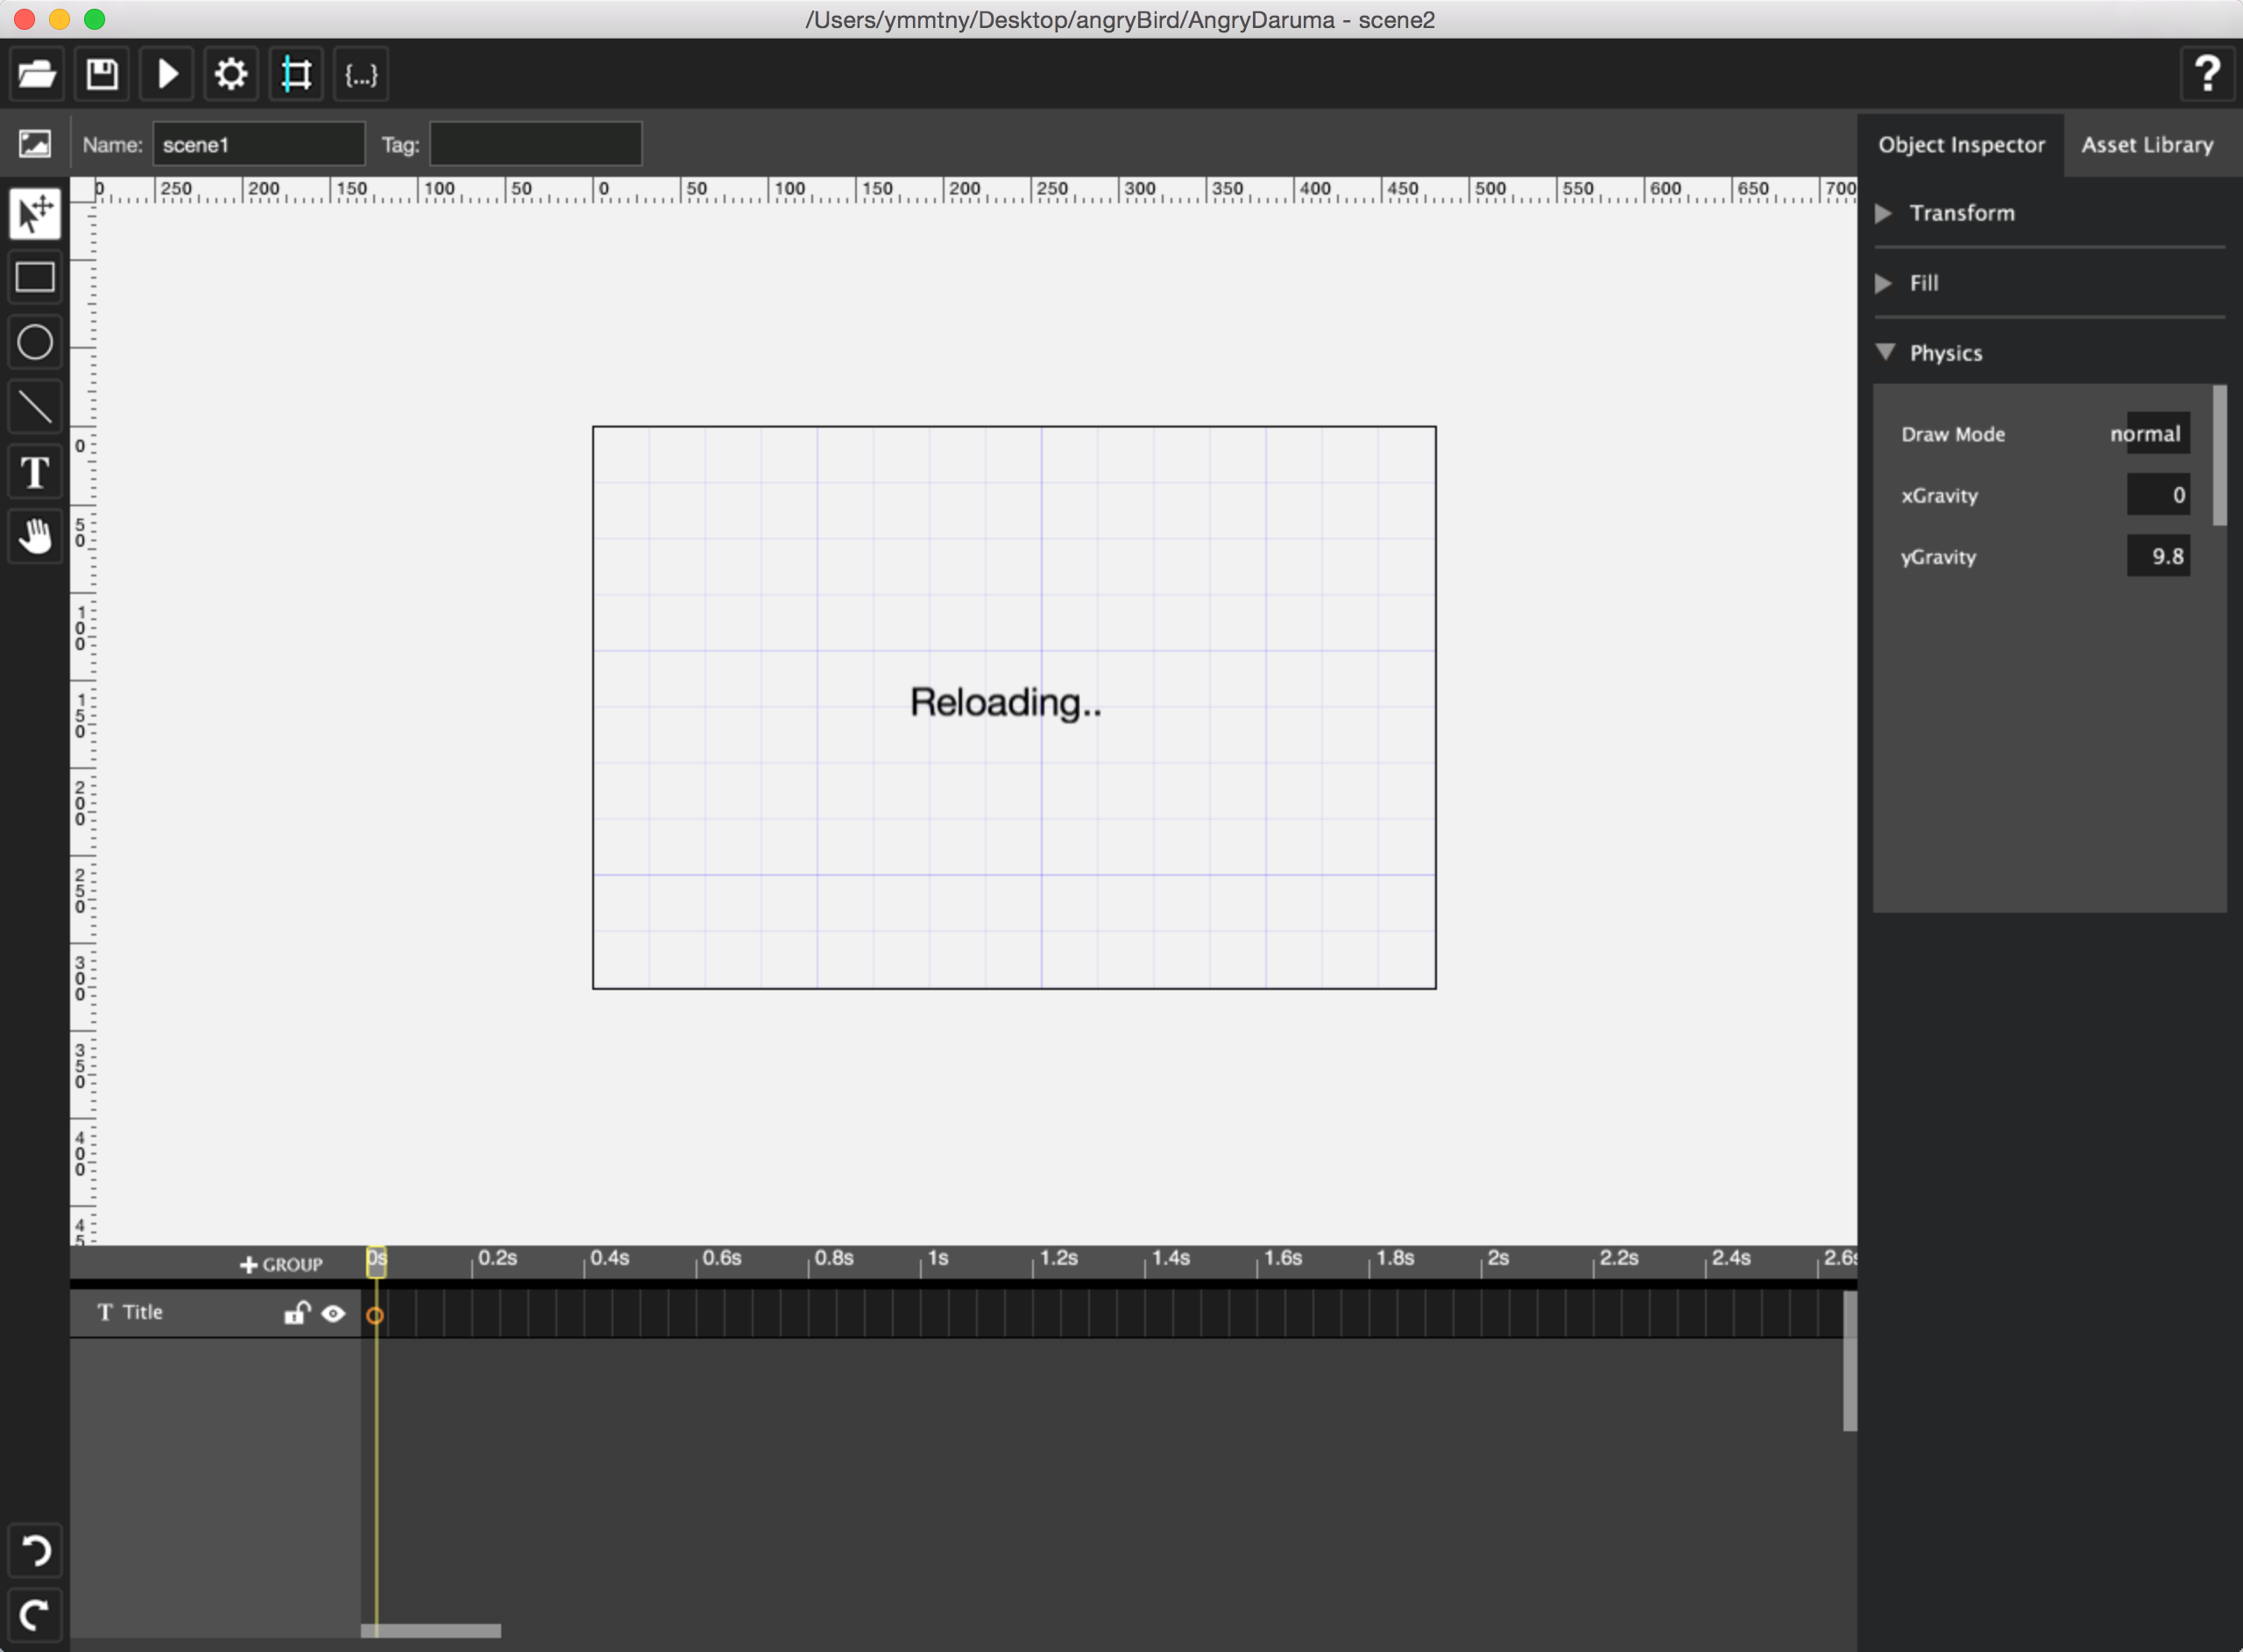 /Users/ymmtny/Desktop/angryBird/AngryDaruma - scene2
{...}
?
Name: scene1 Tag:
Object Inspector Asset Library
0 250 200 150 100 50 0 50 100 150 200 250 300 350 400 450 500 550 600 650 700
Transform
Fill
Physics
Draw Mode normal
xGravity 0
yGravity 9.8
T
0
50
100
150
200
250
300
350
400
45
Reloading..
+ GROUP 0s 0.2s 0.4s 0.6s 0.8s 1s 1.2s 1.4s 1.6s 1.8s 2s 2.2s 2.4s 2.6s
T Title